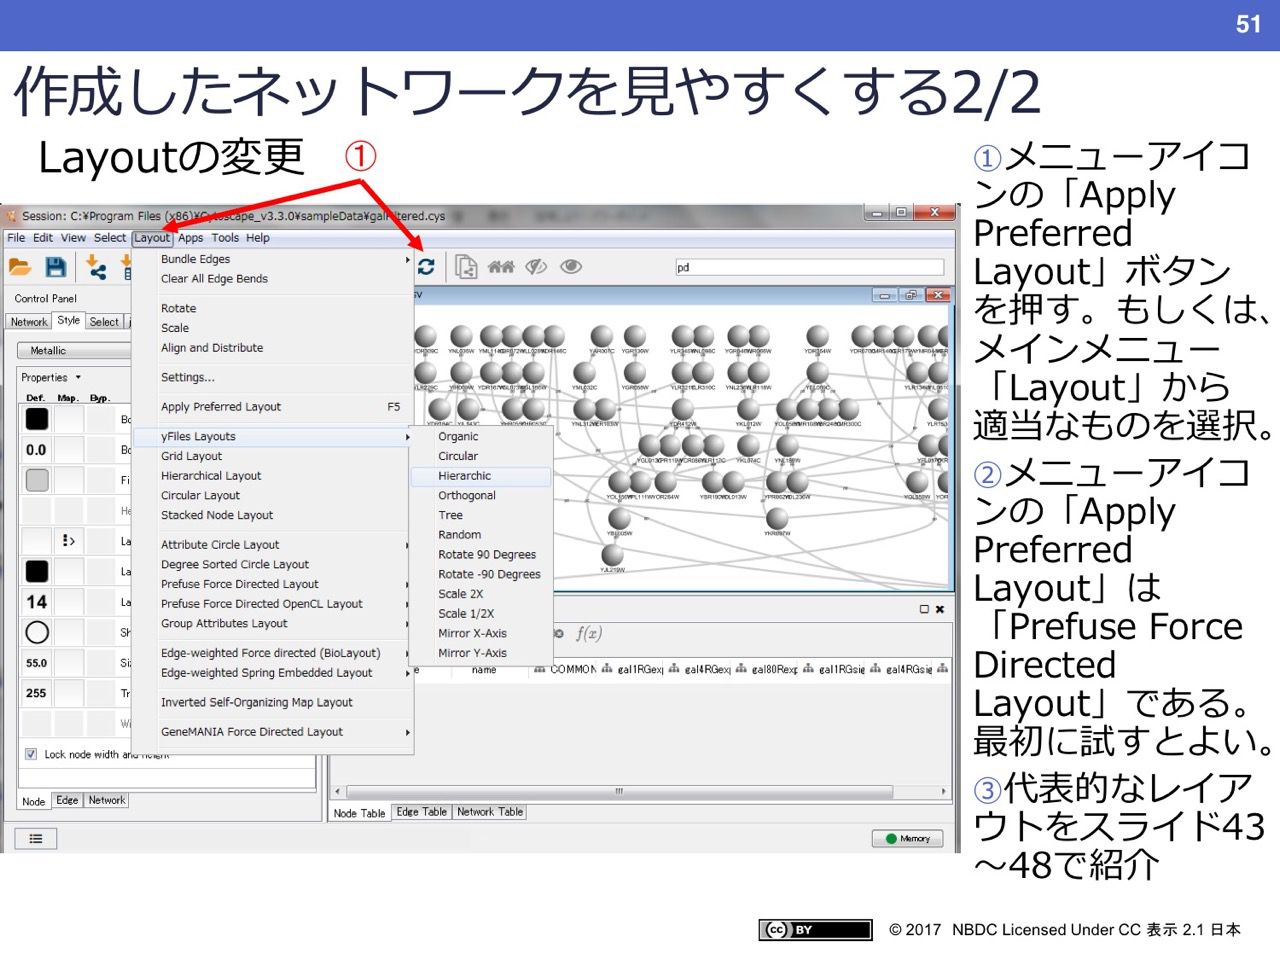 51
作成したネットワークを見やすくする2/2
Layoutの変更 ①
①メニューアイコ
ンの「Apply
Preferred
Layout」ボタン
を押す。もしくは、
メインメニュー
「Layout」から
適当なものを選択。
②メニューアイコ
ンの「Apply
Preferred
Layout」は
「Prefuse Force
Directed
Layout」である。
最初に試すとよい。
③代表的なレイア
ウトをスライド43
～48で紹介
Session: C:¥Program Files (x86)¥Cytoscape_v3.3.0¥sampleData¥galFiltered.cys
File Edit View Select Layout Apps Tools Help
pd
Control Panel
Network Style Select
Metallic
Properties
Def. Map. Byp.
0.0
14
55.0
255
Lock node width and height
Node Edge Network
Bundle Edges
Clear All Edge Bends
Rotate
Scale
Align and Distribute
Settings...
Apply Preferred Layout F5
yFiles Layouts
Grid Layout
Hierarchical Layout
Circular Layout
Stacked Node Layout
Attribute Circle Layout
Degree Sorted Circle Layout
Prefuse Force Directed Layout
Prefuse Force Directed OpenCL Layout
Group Attributes Layout
Edge-weighted Force directed (BioLayout)
Edge-weighted Spring Embedded Layout
Inverted Self-Organizing Map Layout
GeneMANIA Force Directed Layout
Organic
Circular
Hierarchic
Orthogonal
Tree
Random
Rotate 90 Degrees
Rotate -90 Degrees
Scale 2X
Scale 1/2X
Mirror X-Axis
Mirror Y-Axis
f(x)
name COMMON gal1RGexp gal4RGexp gal80Rexp gal1RGsig gal4RGsig
Node Table Edge Table Network Table
Memory
CC BY
© 2017 NBDC Licensed Under CC 表示 2.1 日本